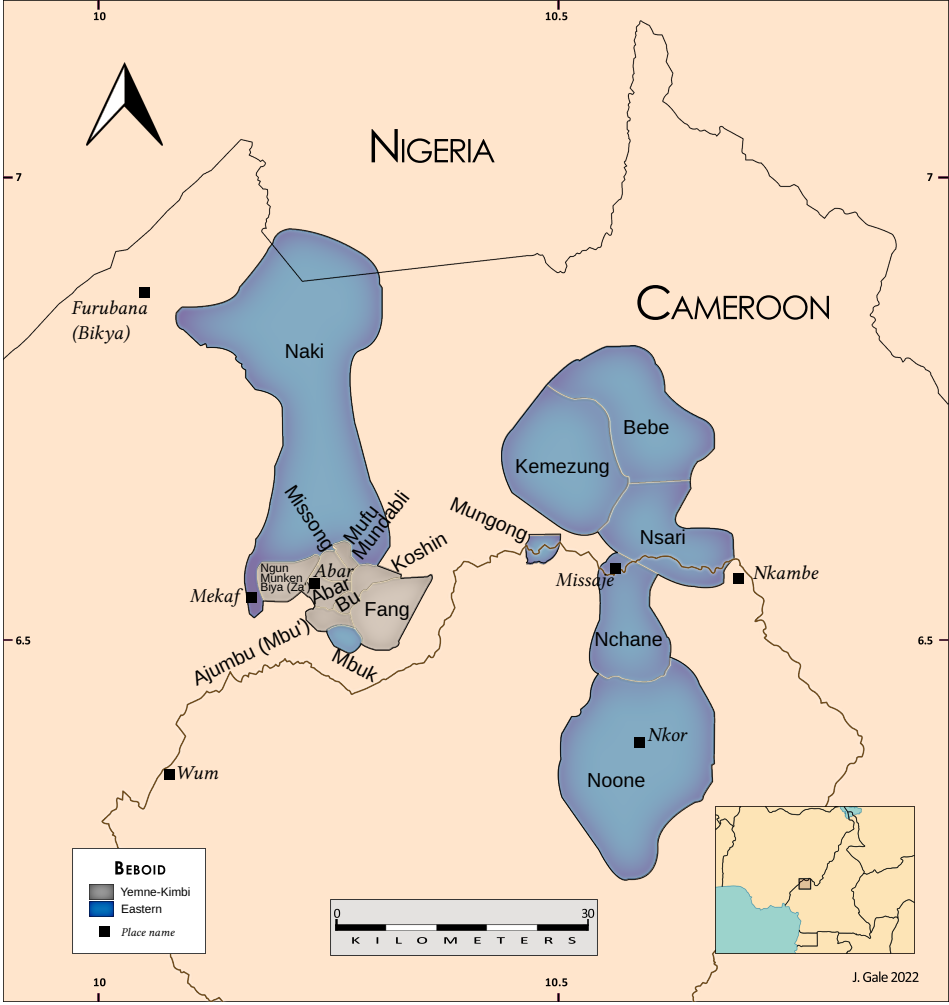 10
10.5
NIGERIA
7
7
Furubana
(Bikya)
CAMEROON
Naki
Bebe
Kemezung
Missong
Mufu
Mundabli
Mungong
Koshin
Nsari
Ngun
Munken
Biya (Za')
Abar
Missaje
Nkambe
Mekaf
Abar
Bu
Fang
6.5
6.5
Ajumbu (Mbu')
Mbuk
Nchane
Nkor
Wum
Noone
BEBOID
Yemne-Kimbi
Eastern
Place name
0
30
KILOMETERS
J. Gale 2022
10
10.5